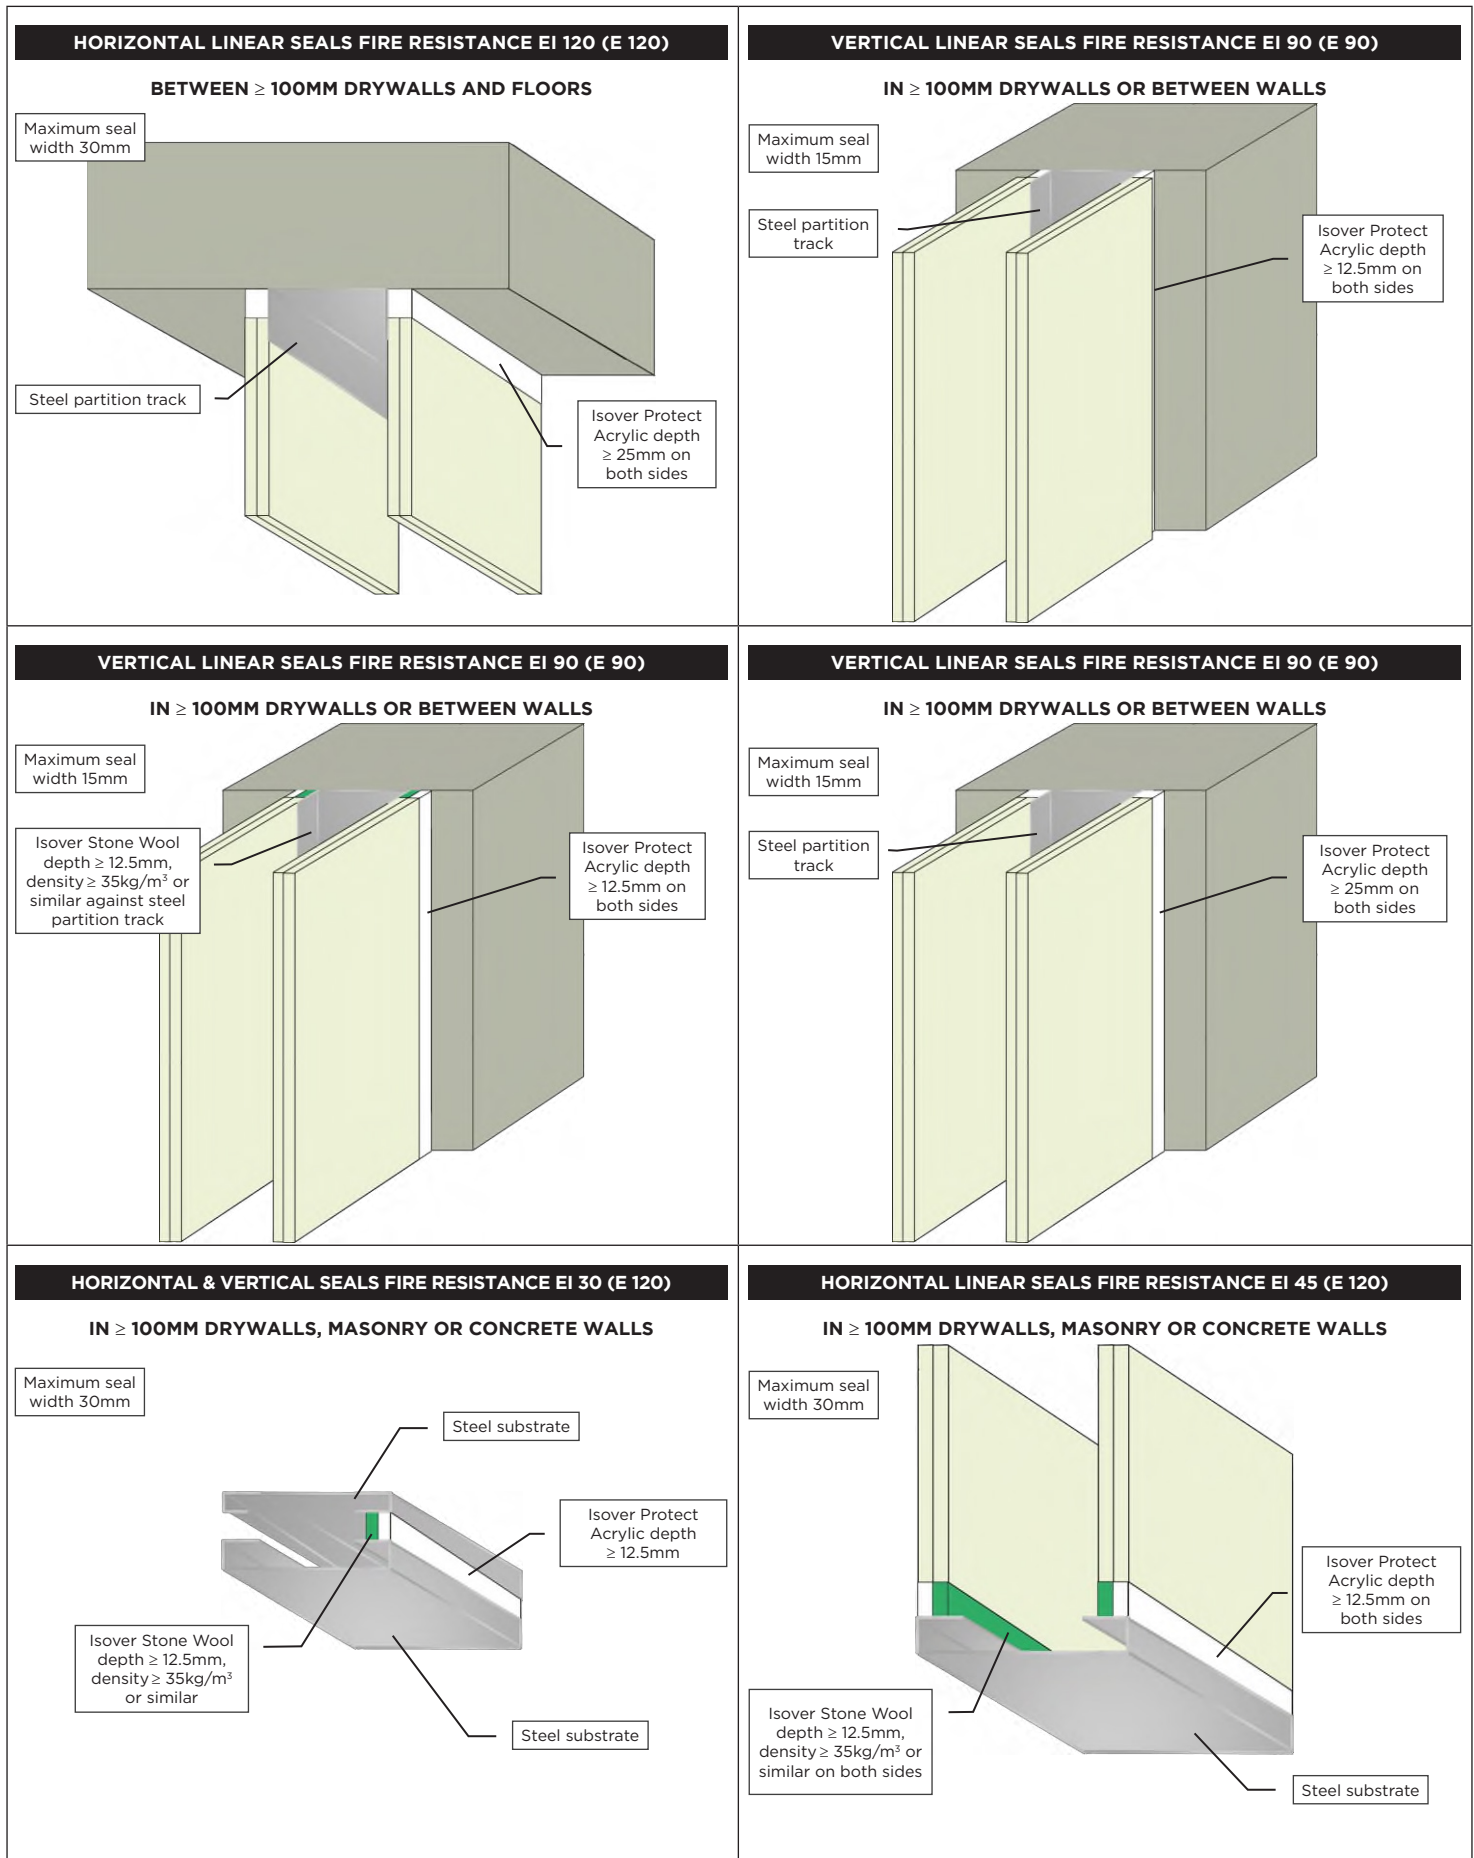 HORIZONTAL LINEAR SEALS FIRE RESISTANCE EI 120 (E 120)
BETWEEN ≥ 100MM DRYWALLS AND FLOORS
Maximum seal
width 30mm
Steel partition track
Isover Protect
Acrylic depth
≥ 25mm on
both sides
VERTICAL LINEAR SEALS FIRE RESISTANCE EI 90 (E 90)
IN ≥ 100MM DRYWALLS OR BETWEEN WALLS
Maximum seal
width 15mm
Steel partition
track
Isover Protect
Acrylic depth
≥ 12.5mm on
both sides
VERTICAL LINEAR SEALS FIRE RESISTANCE EI 90 (E 90)
IN ≥ 100MM DRYWALLS OR BETWEEN WALLS
Maximum seal
width 15mm
Isover Stone Wool
depth ≥ 12.5mm,
density ≥ 35kg/m³ or
similar against steel
partition track
Isover Protect
Acrylic depth
≥ 12.5mm on
both sides
VERTICAL LINEAR SEALS FIRE RESISTANCE EI 90 (E 90)
IN ≥ 100MM DRYWALLS OR BETWEEN WALLS
Maximum seal
width 15mm
Steel partition
track
Isover Protect
Acrylic depth
≥ 25mm on
both sides
HORIZONTAL & VERTICAL SEALS FIRE RESISTANCE EI 30 (E 120)
IN ≥ 100MM DRYWALLS, MASONRY OR CONCRETE WALLS
Maximum seal
width 30mm
Steel substrate
Isover Protect
Acrylic depth
≥ 12.5mm
Isover Stone Wool
depth ≥ 12.5mm,
density ≥ 35kg/m³
or similar
Steel substrate
HORIZONTAL LINEAR SEALS FIRE RESISTANCE EI 45 (E 120)
IN ≥ 100MM DRYWALLS, MASONRY OR CONCRETE WALLS
Maximum seal
width 30mm
Isover Protect
Acrylic depth
≥ 12.5mm on
both sides
Isover Stone Wool
depth ≥ 12.5mm,
density ≥ 35kg/m³ or
similar on both sides
Steel substrate